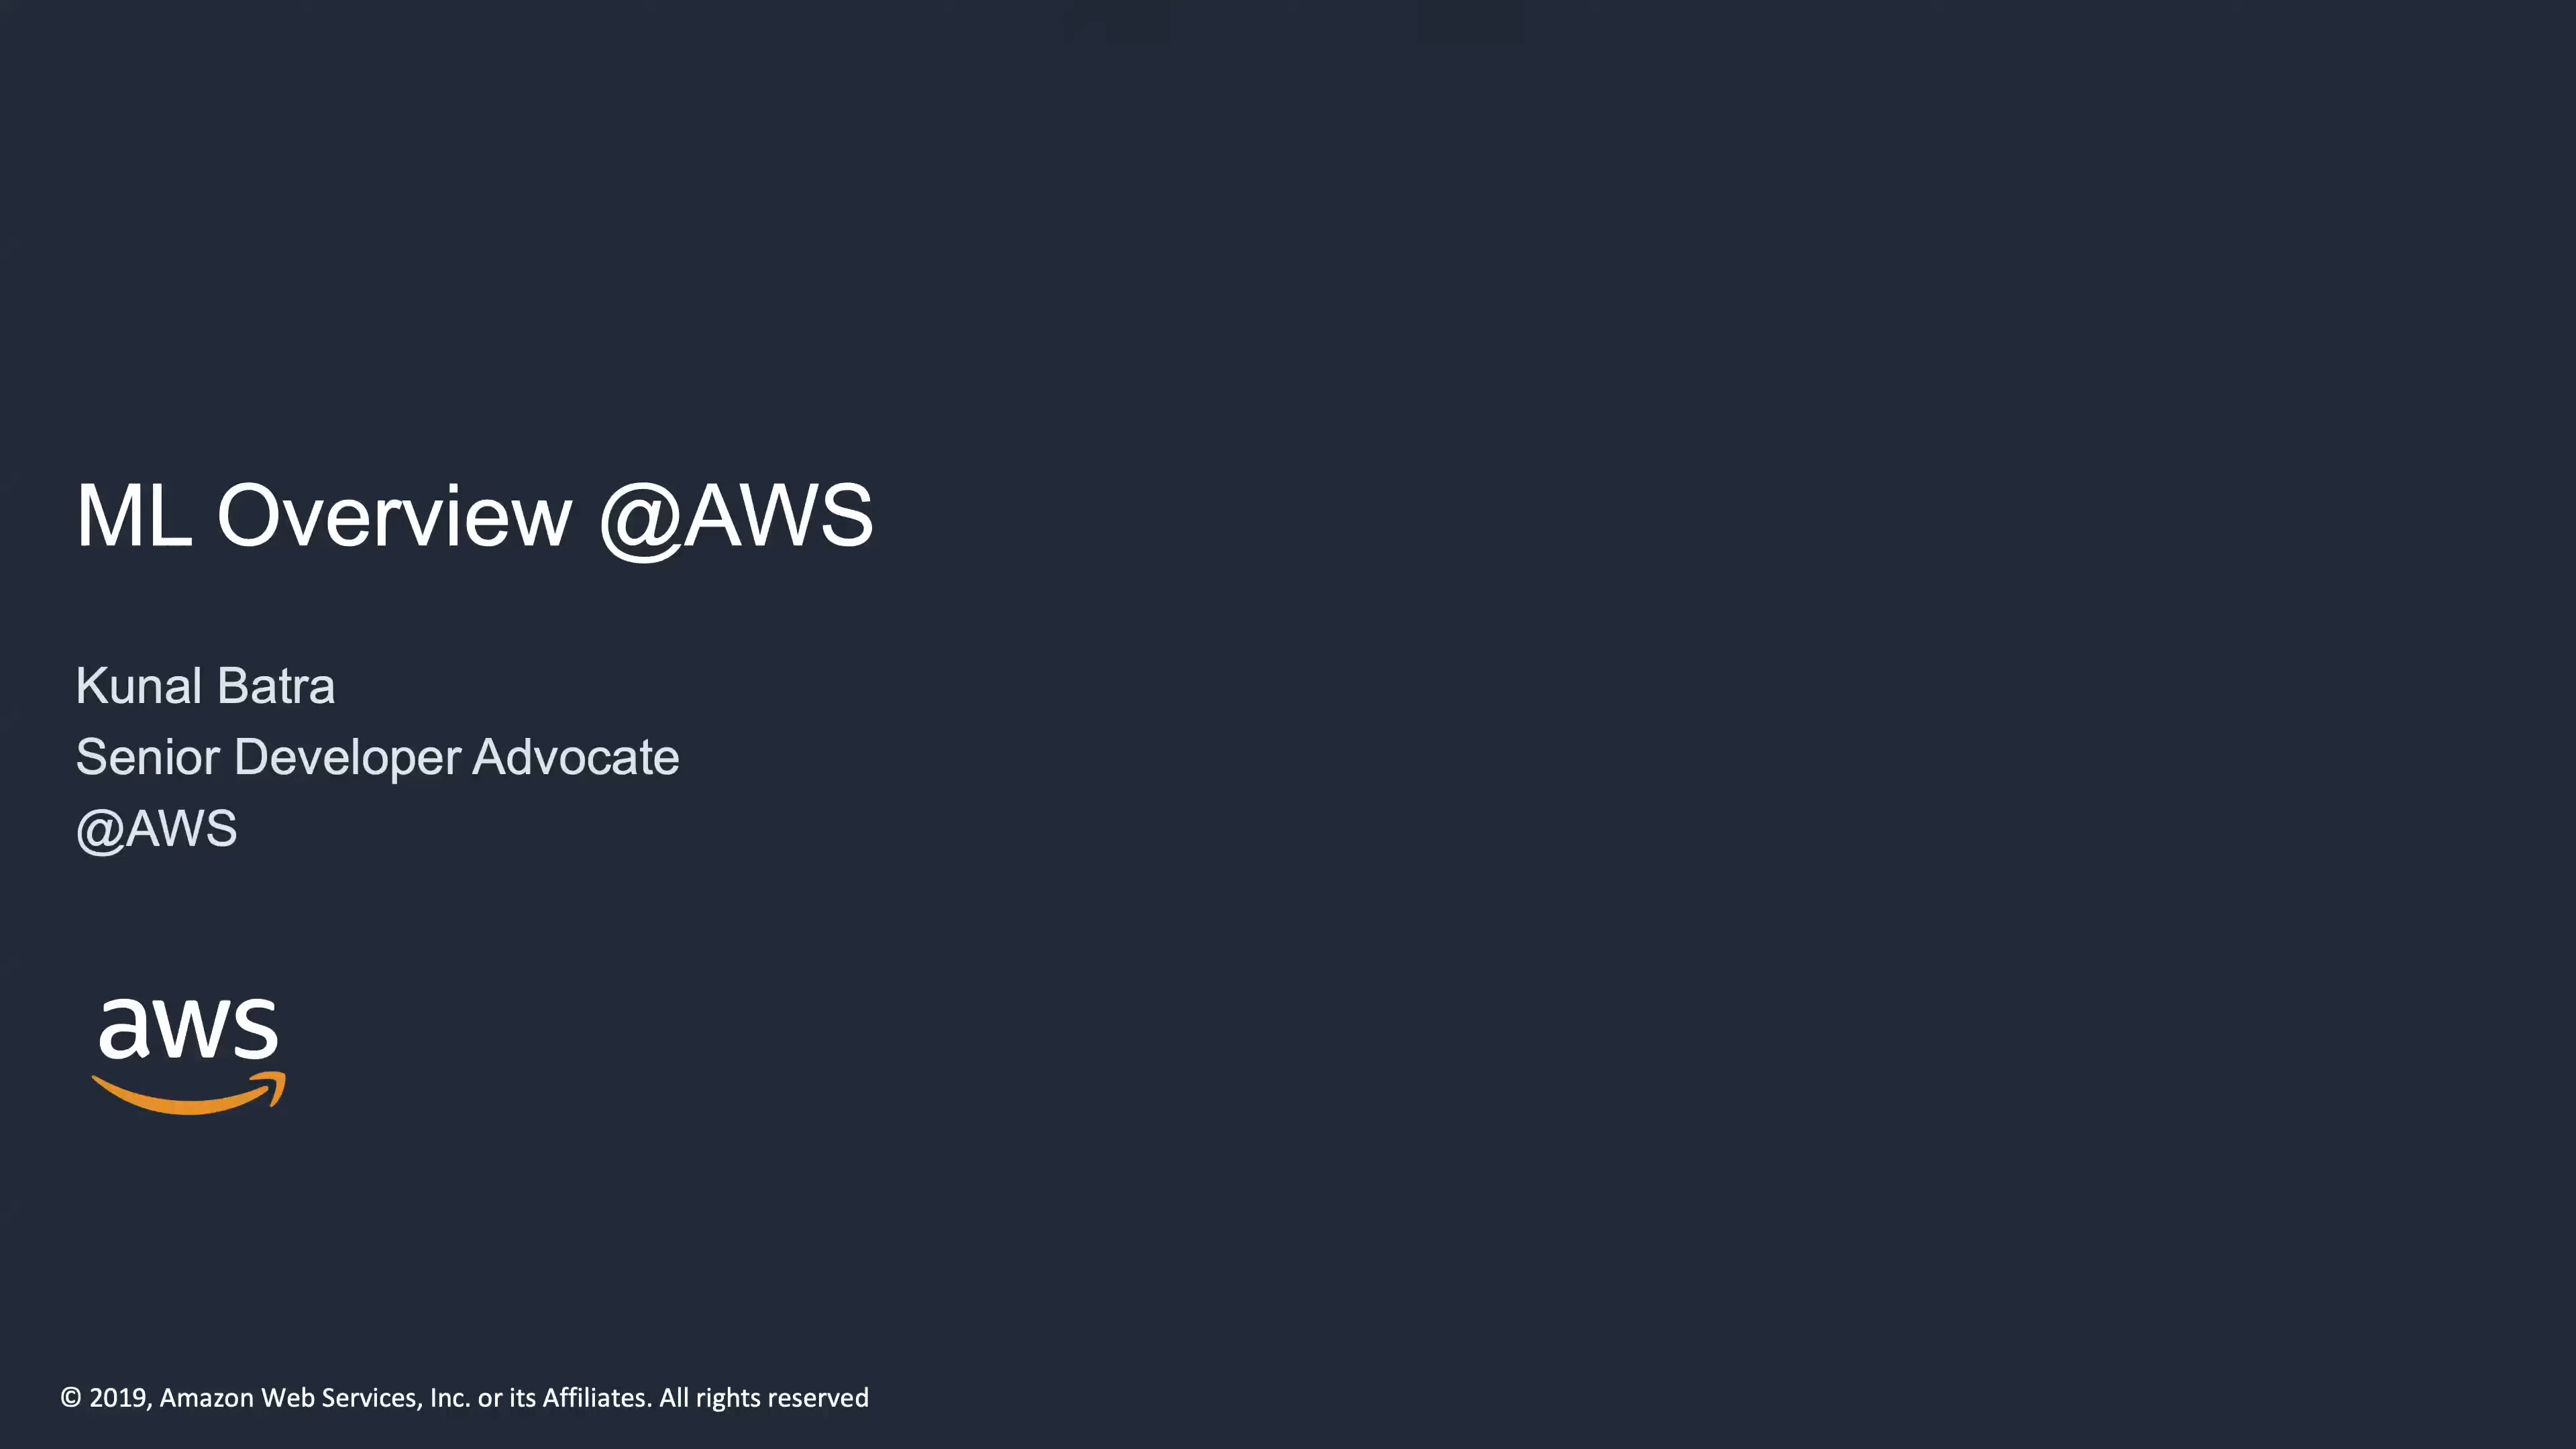 ML Overview @AWS
Kunal Batra
Senior Developer Advocate
@AWS
aws
© 2019, Amazon Web Services, Inc. or its Affiliates. All rights reserved